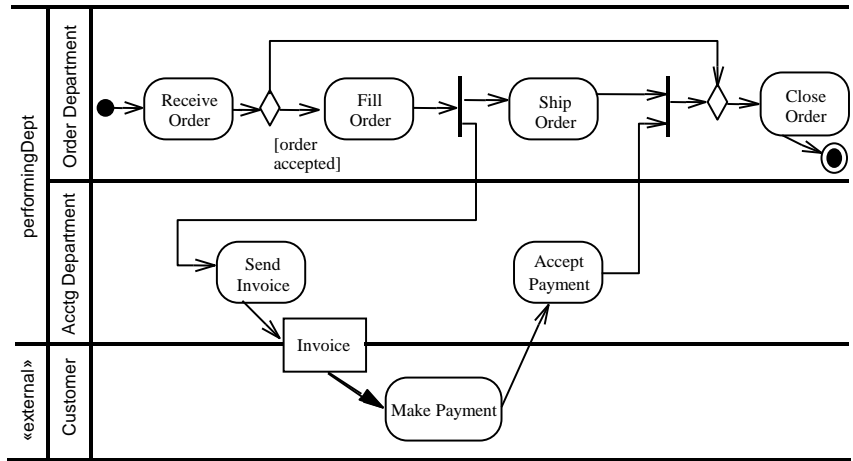 performingDept
Order Department
Receive
Order
[order
accepted]
Fill
Order
Ship
Order
Close
Order
Acctg Department
Send
Invoice
Accept
Payment
Invoice
«external»
Customer
Make Payment